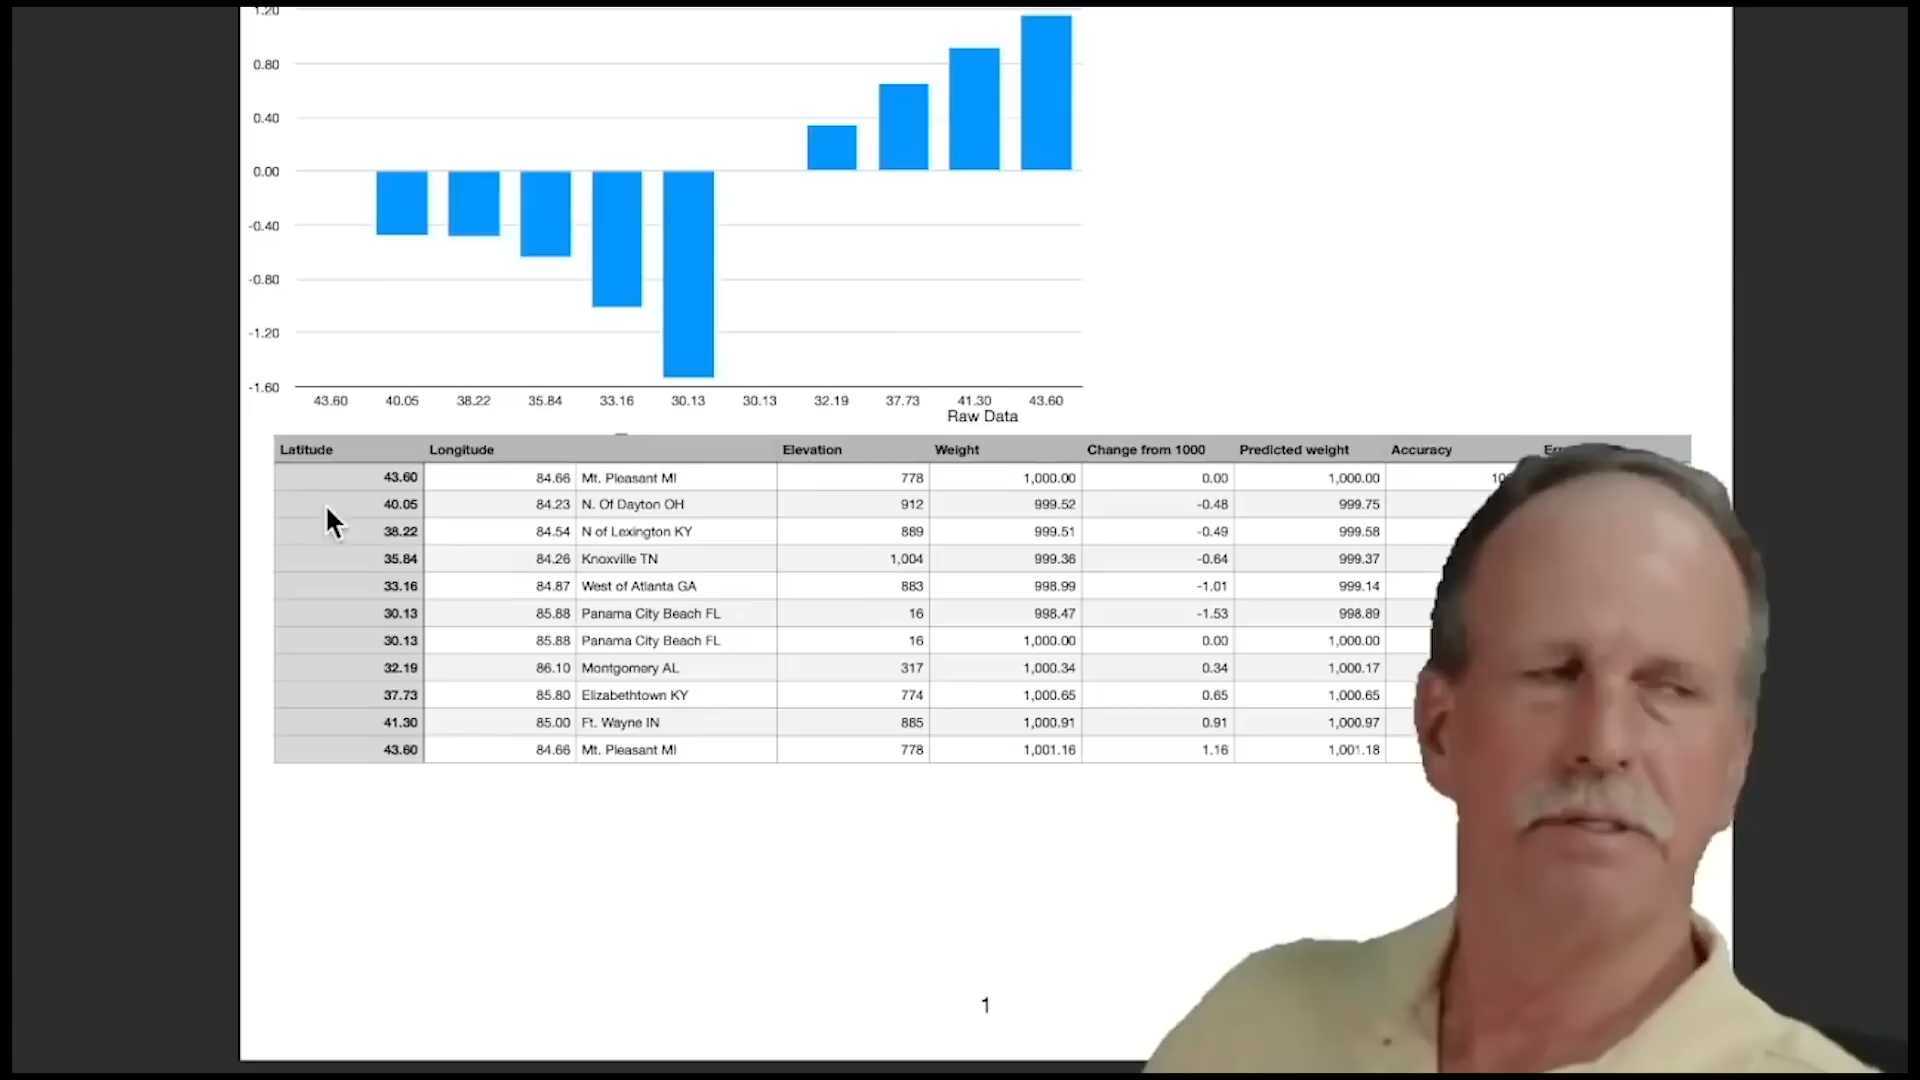 1.20
0.80
0.40
0.00
-0.40
-0.80
-1.20
-1.60
43.60 40.05 38.22 35.84 33.16 30.13 30.13 32.19 37.73 41.30 43.60
Raw Data
Latitude Longitude Elevation Weight Change from 1000 Predicted weight Accuracy
43.60 84.66 Mt. Pleasant MI 778 1,000.00 0.00 1,000.00
40.05 84.23 N. Of Dayton OH 912 999.52 -0.48 999.75
38.22 84.54 N of Lexington KY 889 999.51 -0.49 999.58
35.84 84.26 Knoxville TN 1,004 999.36 -0.64 999.37
33.16 84.87 West of Atlanta GA 883 998.99 -1.01 999.14
30.13 85.88 Panama City Beach FL 16 998.47 -1.53 998.89
30.13 85.88 Panama City Beach FL 16 1,000.00 0.00 1,000.00
32.19 86.10 Montgomery AL 317 1,000.34 0.34 1,000.17
37.73 85.80 Elizabethtown KY 774 1,000.65 0.65 1,000.65
41.30 85.00 Ft. Wayne IN 885 1,000.91 0.91 1,000.97
43.60 84.66 Mt. Pleasant MI 778 1,001.16 1.16 1,001.18
1